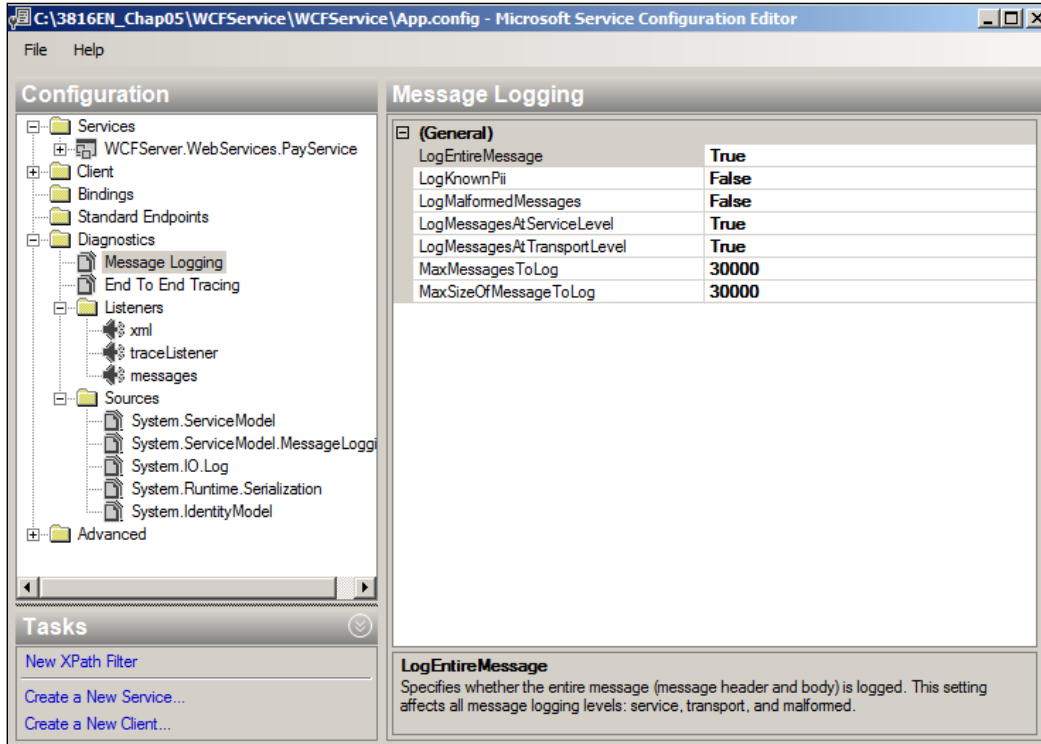 C:\3816EN_Chap05\WCFService\WCFService\App.config - Microsoft Service Configuration Editor
File Help
Configuration
Services
WCFServer.WebServices.PayService
Client
Bindings
Standard Endpoints
Diagnostics
Message Logging
End To End Tracing
Listeners
xml
traceListener
messages
Sources
System.ServiceModel
System.ServiceModel.MessageLoggi
System.IO.Log
System.Runtime.Serialization
System.IdentityModel
Advanced
Tasks
New XPath Filter
Create a New Service...
Create a New Client...
Message Logging
(General)
LogEntireMessage True
LogKnownPii False
LogMalformedMessages False
LogMessagesAtServiceLevel True
LogMessagesAtTransportLevel True
MaxMessagesToLog 30000
MaxSizeOfMessageToLog 30000
LogEntireMessage
Specifies whether the entire message (message header and body) is logged. This setting
affects all message logging levels: service, transport, and malformed.